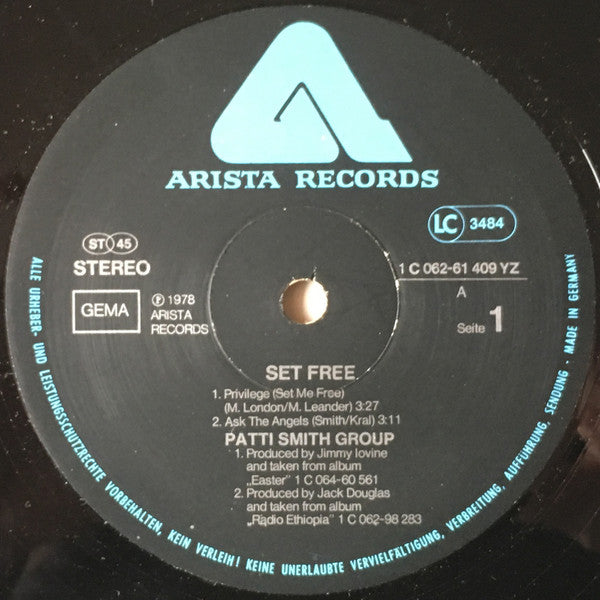 ARISTA RECORDS
LC 3484
ST 45
STEREO
1 C 062-61 409 YZ
GEMA
℗ 1978
ARISTA
RECORDS
A
Seite 1
SET FREE
1. Privilege (Set Me Free)
(M. London/M. Leander) 3:27
2. Ask The Angels (Smith/Kral) 3:11
PATTI SMITH GROUP
1. Produced by Jimmy Iovine
and taken from album
„Easter" 1 C 064-60 561
2. Produced by Jack Douglas
and taken from album
„Radio Ethiopia" 1 C 062-98 283
ALLE URHEBER- UND LEISTUNGSSCHUTZRECHTE VORBEHALTEN, KEIN VERLEIH! KEINE UNERLAUBTE VERVIELFÄLTIGUNG, VERBREITUNG, AUFFÜHRUNG, SENDUNG · MADE IN GERMANY